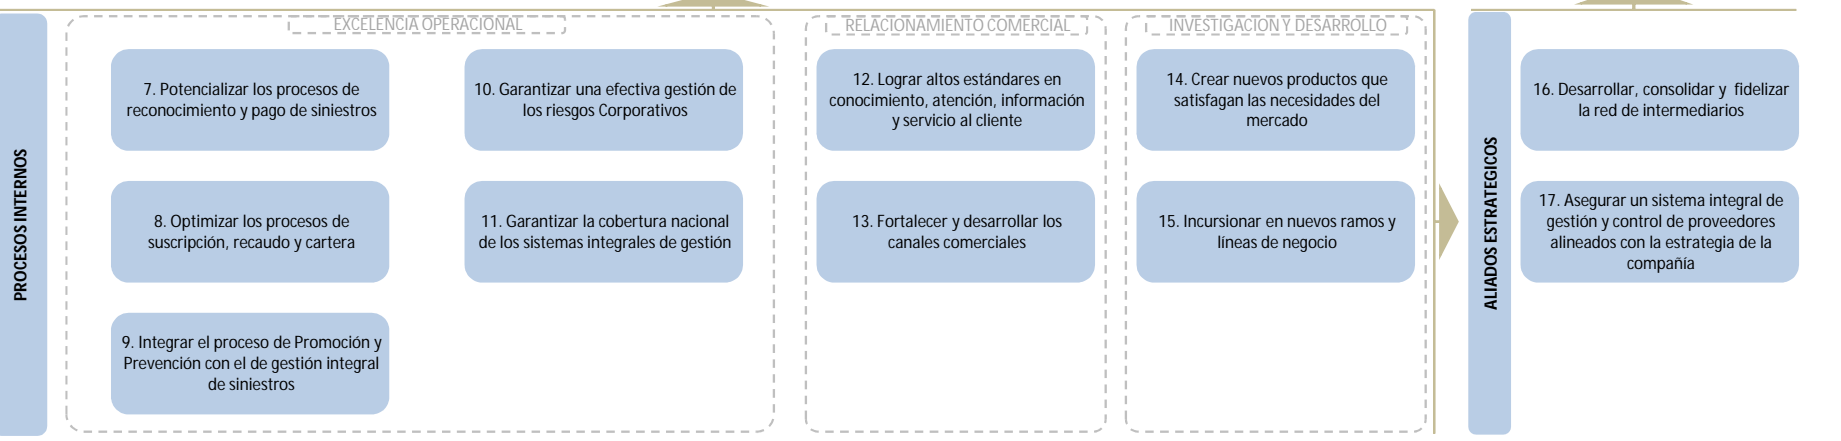 PROCESOS INTERNOS
EXCELENCIA OPERACIONAL
7. Potencializar los procesos de
reconocimiento y pago de siniestros
8. Optimizar los procesos de
suscripción, recaudo y cartera
9. Integrar el proceso de Promoción y
Prevención con el de gestión integral
de siniestros
10. Garantizar una efectiva gestión de
los riesgos Corporativos
11. Garantizar la cobertura nacional
de los sistemas integrales de gestión
RELACIONAMIENTO COMERCIAL
12. Lograr altos estándares en
conocimiento, atención, información
y servicio al cliente
13. Fortalecer y desarrollar los
canales comerciales
INVESTIGACION Y DESARROLLO
14. Crear nuevos productos que
satisfagan las necesidades del
mercado
15. Incursionar en nuevos ramos y
líneas de negocio
ALIADOS ESTRATEGICOS
16. Desarrollar, consolidar y fidelizar
la red de intermediarios
17. Asegurar un sistema integral de
gestión y control de proveedores
alineados con la estrategia de la
compañía